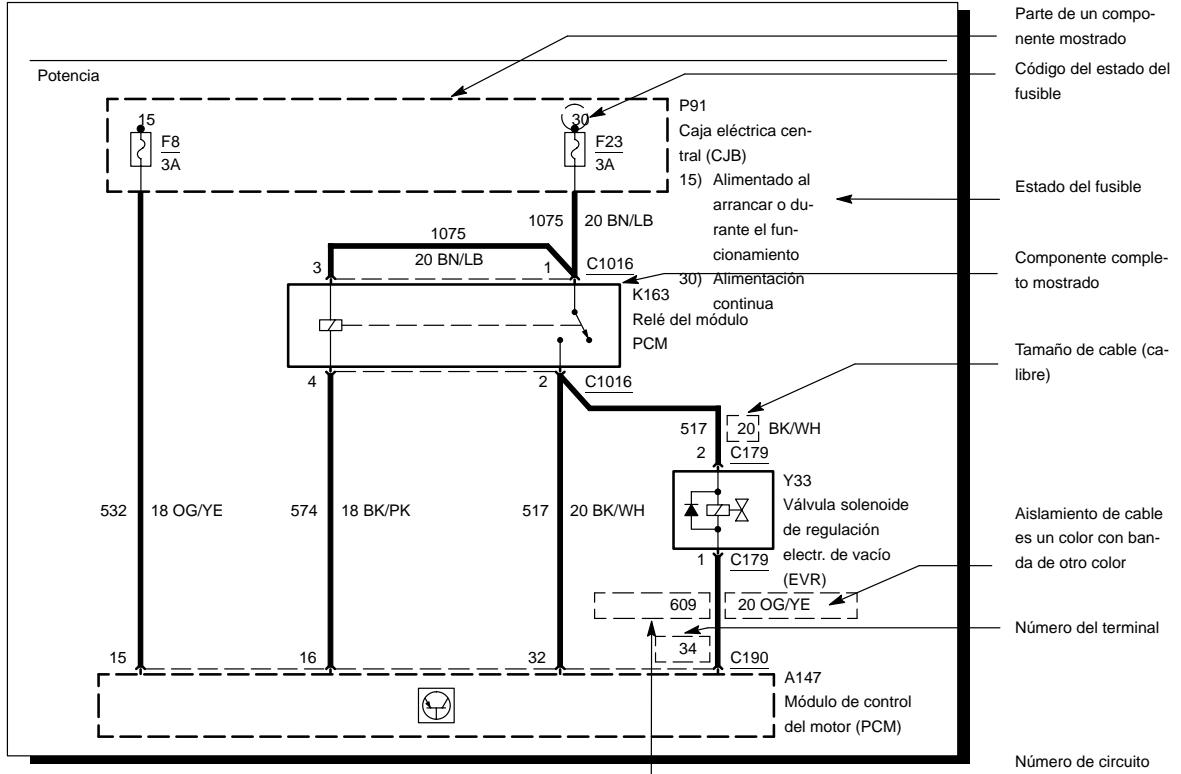 Parte de un compo-
nente mostrado
Código del estado del
fusible
Potencia
15
F8
3A
30
F23
3A
P91
Caja eléctrica cen-
tral (CJB)
15) Alimentado al
arrancar o du-
rante el fun-
cionamiento
30) Alimentación
continua
Estado del fusible
1075
20 BN/LB
1075
20 BN/LB
3
1
C1016
K163
Relé del módulo
PCM
Componente comple-
to mostrado
4
2
C1016
Tamaño de cable (ca-
libre)
517
20
BK/WH
2
C179
Y33
Válvula solenoide
de regulación
electr. de vacío
(EVR)
532
18 OG/YE
574
18 BK/PK
517
20 BK/WH
Aislamiento de cable
es un color con ban-
da de otro color
1
C179
609
20 OG/YE
Número del terminal
34
15
16
32
C190
A147
Módulo de control
del motor (PCM)
Número de circuito